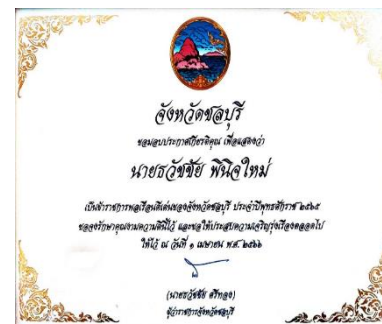 จังหวัดชลบุรี
ขอมอบประกาศเกียรติคุณ เพื่อแสดงว่า
นายธวัชชัย พินิจใหม่
เป็นข้าราชการพลเรือนดีเด่นของจังหวัดชลบุรี ประจำปีพุทธศักราช ๒๕๖๕
ขอจงรักษาคุณงามความดีนี้ไว้ และขอให้ประสบความเจริญรุ่งเรืองตลอดไป
ให้ไว้ ณ วันที่ ๑ เมษายน พ.ศ. ๒๕๖๖
(นายธวัชชัย ศรีทอง)
ผู้ว่าราชการจังหวัดชลบุรี